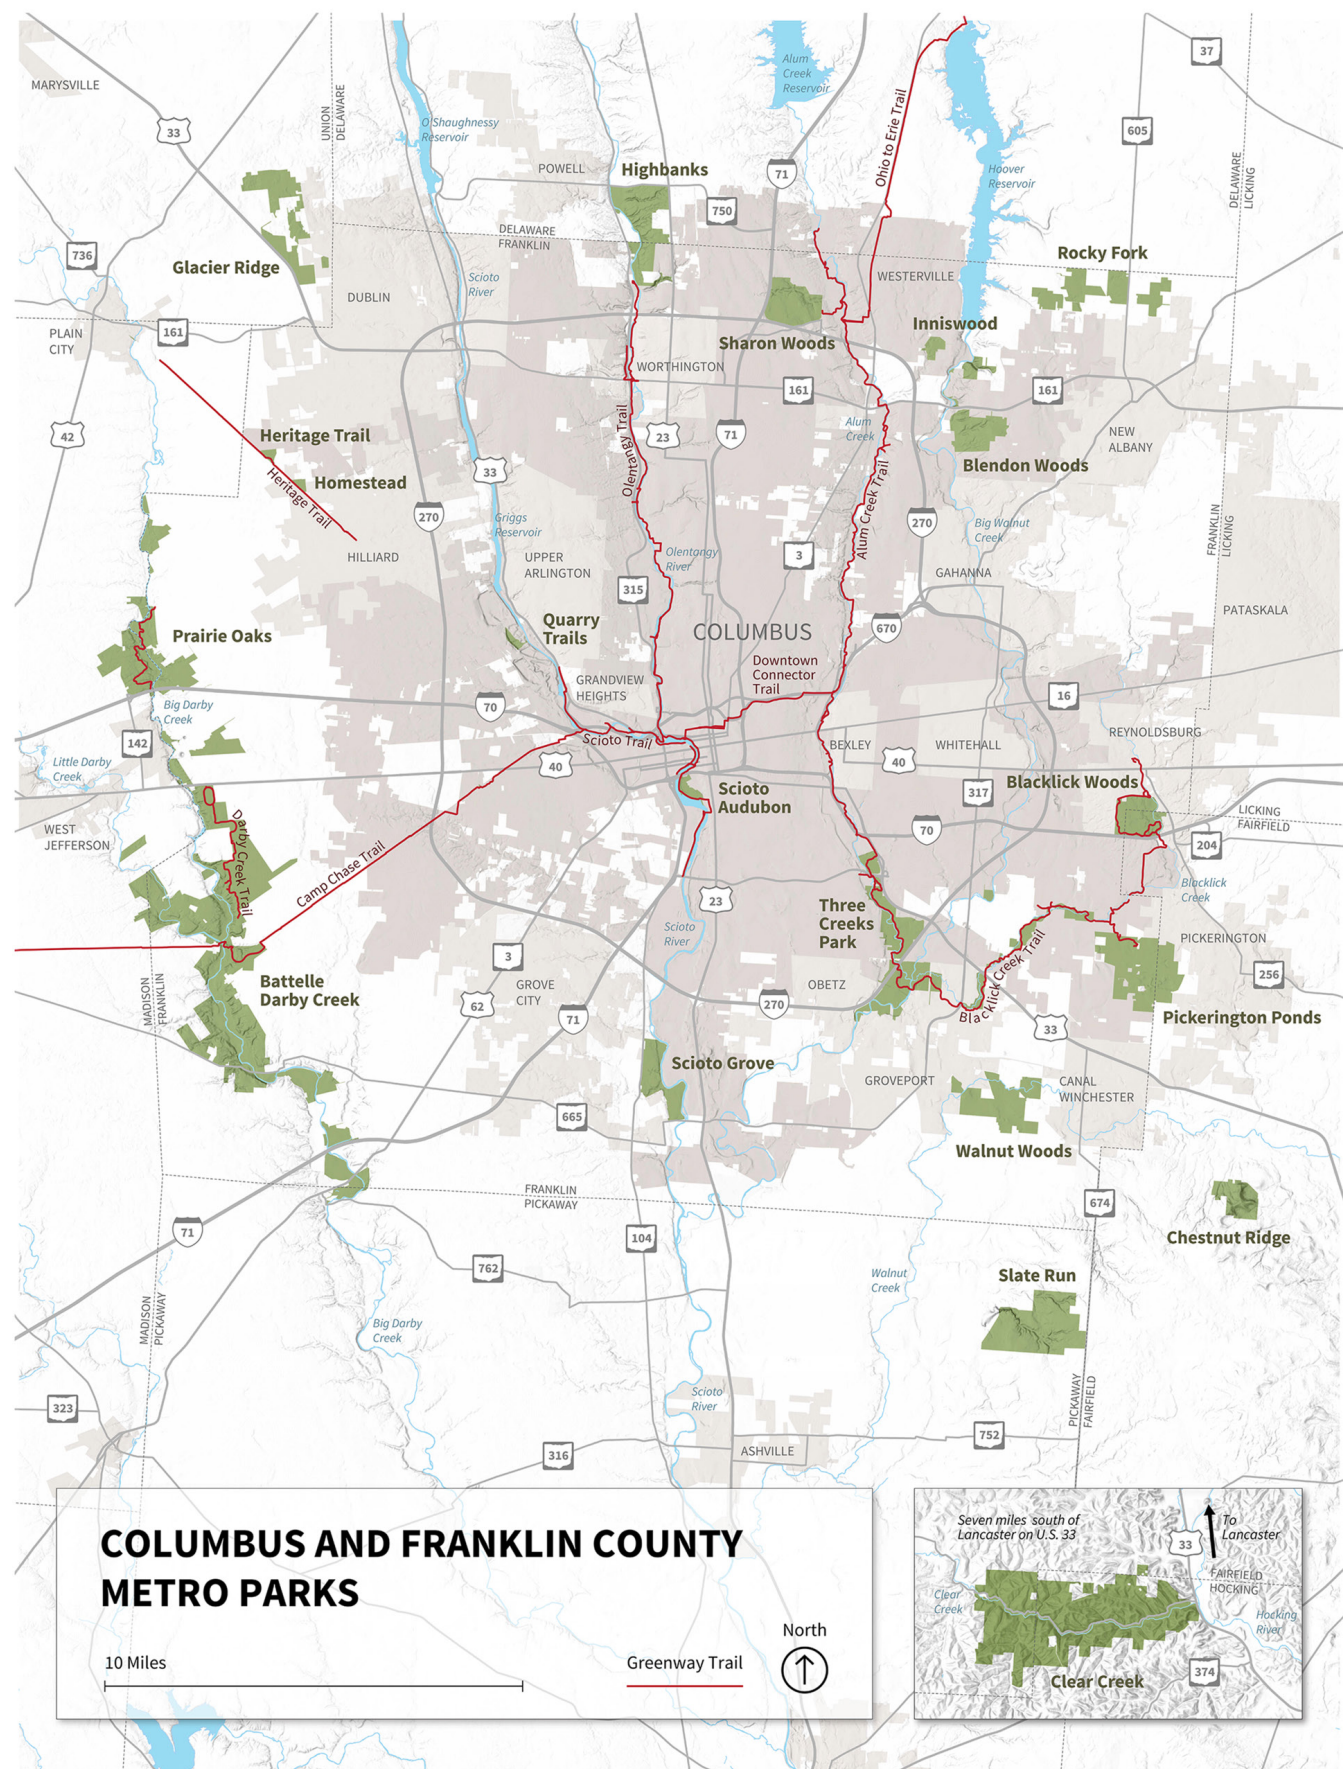 37
MARYSVILLE
33
UNION
DELAWARE
O'Shaughnessy
Reservoir
Alum
Creek
Reservoir
Ohio to Erie Trail
605
POWELL
Highbanks
71
Hoover
Reservoir
DELAWARE
LICKING
750
DELAWARE
FRANKLIN
736
Glacier Ridge
Scioto
River
WESTERVILLE
Rocky Fork
DUBLIN
PLAIN
CITY
161
Sharon Woods
Inniswood
WORTHINGTON
161
161
42
Heritage Trail
Olentangy Trail
23
71
Alum
Creek
NEW
ALBANY
Blendon Woods
33
Homestead
Heritage Trail
270
Griggs
Reservoir
Alum Creek Trail
270
Big Walnut
Creek
FRANKLIN
LICKING
HILLIARD
UPPER
ARLINGTON
Olentangy
River
3
GAHANNA
315
PATASKALA
Prairie Oaks
Quarry
Trails
COLUMBUS
670
Downtown
Connector
Trail
GRANDVIEW
HEIGHTS
70
16
Big Darby
Creek
142
Scioto Trail
BEXLEY
WHITEHALL
REYNOLDSBURG
Little Darby
Creek
40
40
Scioto
Audubon
317
Blacklick Woods
WEST
JEFFERSON
Darby Creek Trail
70
LICKING
FAIRFIELD
204
Camp Chase Trail
23
Three
Creeks
Park
Blacklick
Creek
Scioto
River
PICKERINGTON
3
Battelle
Darby Creek
GROVE
CITY
OBETZ
Blacklick Creek Trail
256
MADISON
FRANKLIN
62
71
270
33
Pickerington Ponds
Scioto Grove
GROVEPORT
CANAL
WINCHESTER
665
Walnut Woods
FRANKLIN
PICKAWAY
674
71
104
Chestnut Ridge
762
Walnut
Creek
Slate Run
MADISON
PICKAWAY
Big Darby
Creek
Scioto
River
PICKAWAY
FAIRFIELD
323
752
316
ASHVILLE
COLUMBUS AND FRANKLIN COUNTY
METRO PARKS
10 Miles
Greenway Trail
North
Seven miles south of
Lancaster on U.S. 33
33
To
Lancaster
FAIRFIELD
HOCKING
Clear
Creek
Hocking
River
Clear Creek
374